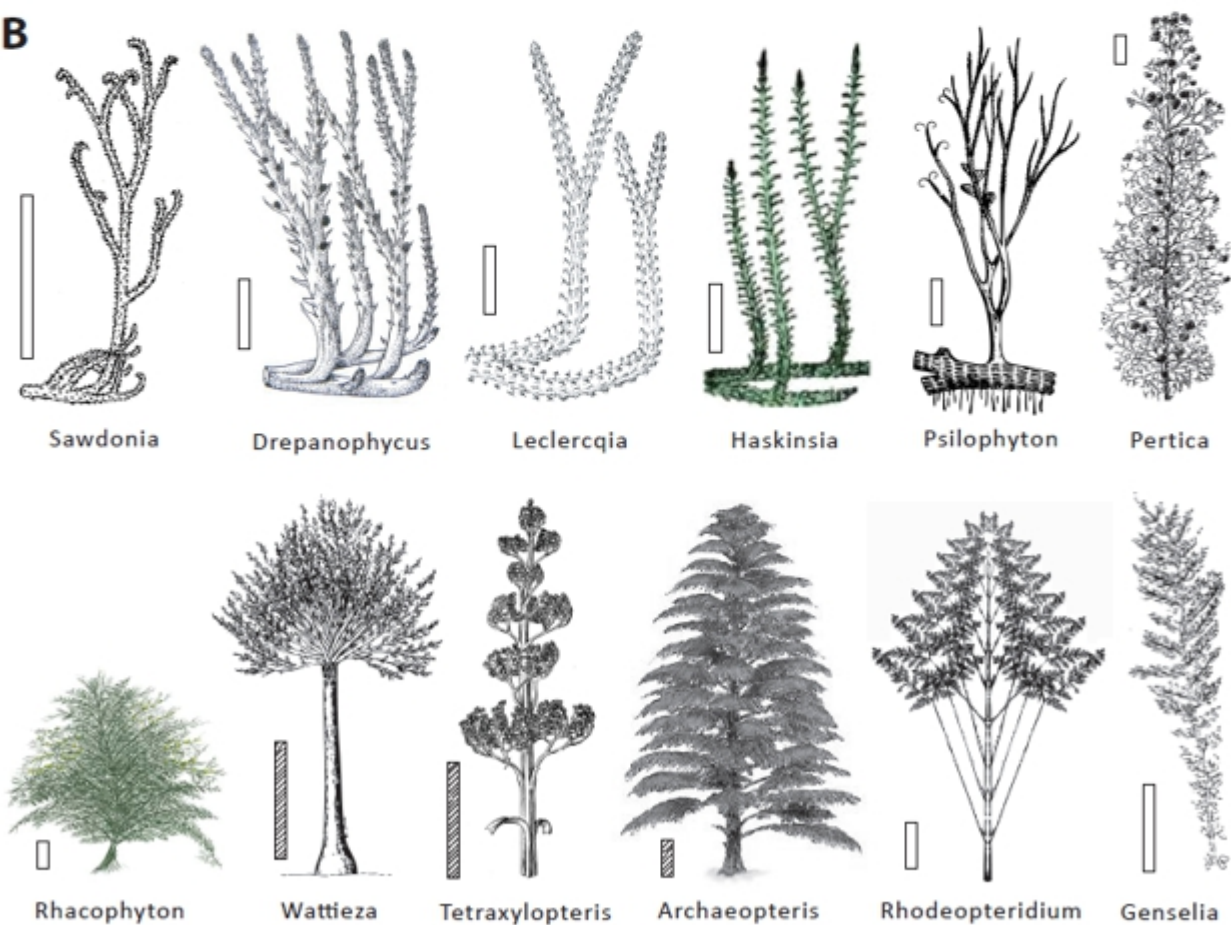 B
Sawdonia Drepanophycus Leclercqia Haskinsia Psilophyton Pertica
Rhacophyton Wattieza Tetraxylopteris Archaeopteris Rhodeopteridium Genselia